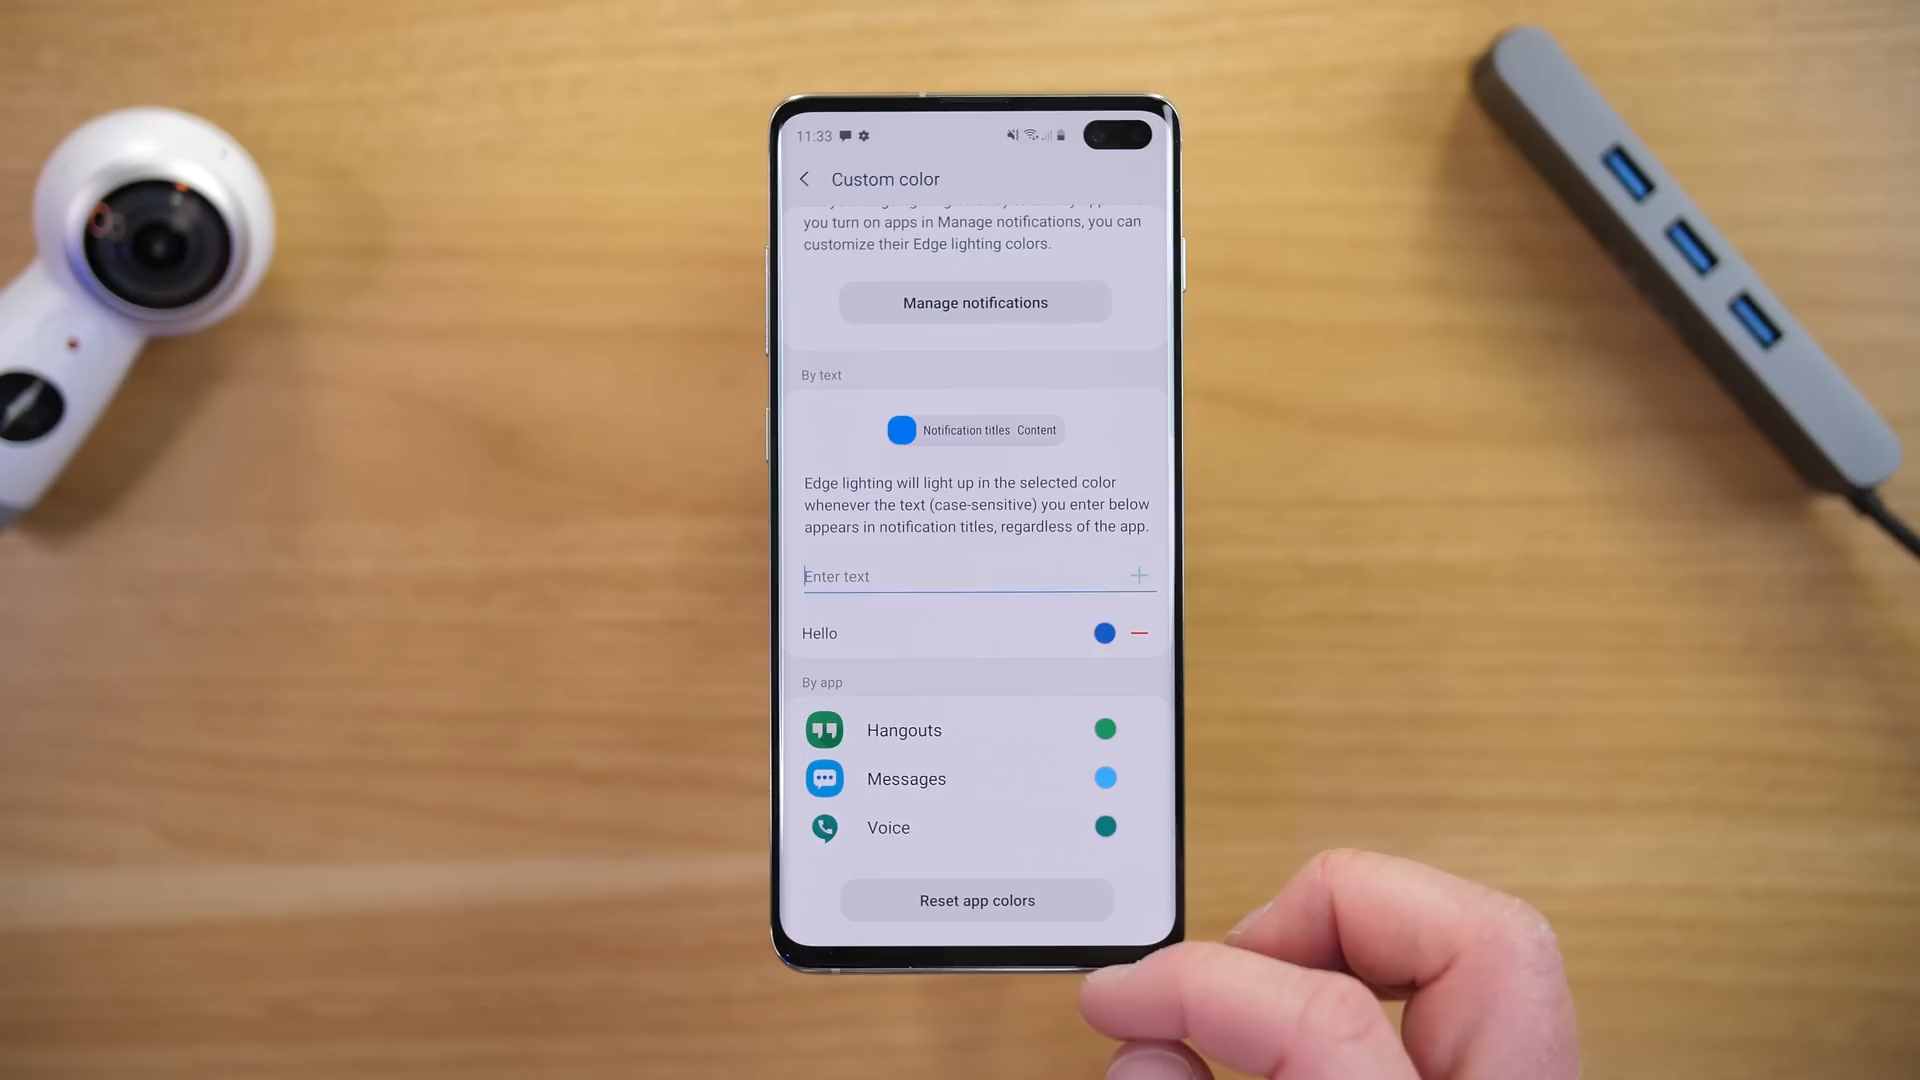 11:33
Custom color
you turn on apps in Manage notifications, you can
customize their Edge lighting colors.
Manage notifications
By text
Notification titles Content
Edge lighting will light up in the selected color
whenever the text (case-sensitive) you enter below
appears in notification titles, regardless of the app.
Enter text
Hello
By app
Hangouts
Messages
Voice
Reset app colors